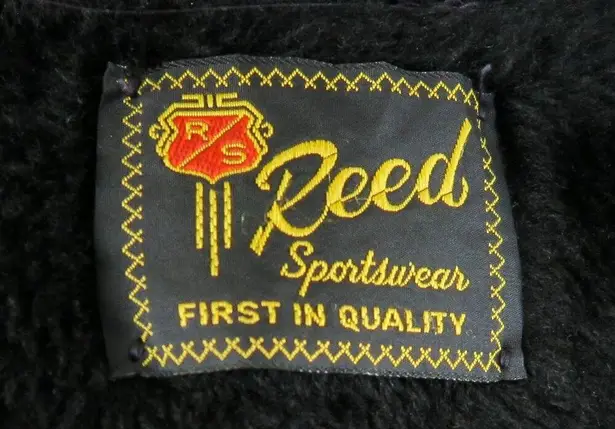 R/S
Reed
Sportswear
FIRST IN QUALITY